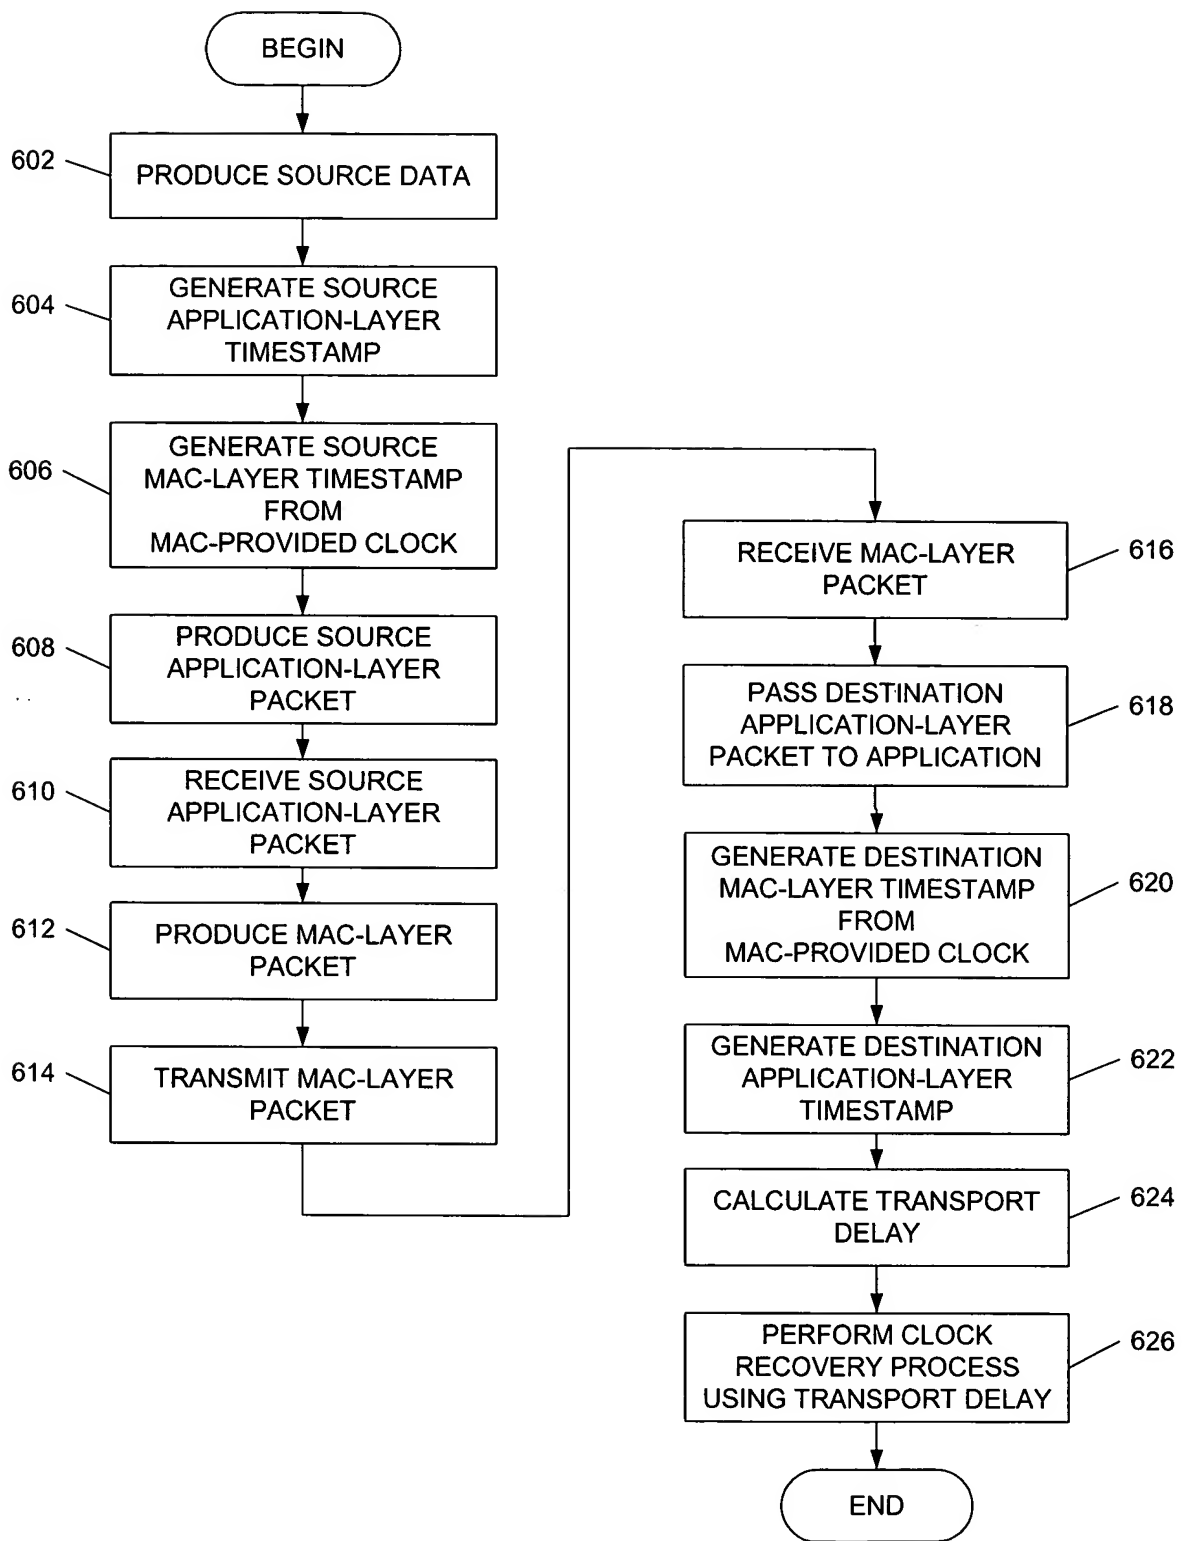 BEGIN
602
PRODUCE SOURCE DATA
604
GENERATE SOURCE
APPLICATION-LAYER
TIMESTAMP
606
GENERATE SOURCE
MAC-LAYER TIMESTAMP
FROM
MAC-PROVIDED CLOCK
608
PRODUCE SOURCE
APPLICATION-LAYER
PACKET
610
RECEIVE SOURCE
APPLICATION-LAYER
PACKET
612
PRODUCE MAC-LAYER
PACKET
614
TRANSMIT MAC-LAYER
PACKET
RECEIVE MAC-LAYER
PACKET
616
PASS DESTINATION
APPLICATION-LAYER
PACKET TO APPLICATION
618
GENERATE DESTINATION
MAC-LAYER TIMESTAMP
FROM
MAC-PROVIDED CLOCK
620
GENERATE DESTINATION
APPLICATION-LAYER
TIMESTAMP
622
CALCULATE TRANSPORT
DELAY
624
PERFORM CLOCK
RECOVERY PROCESS
USING TRANSPORT DELAY
626
END